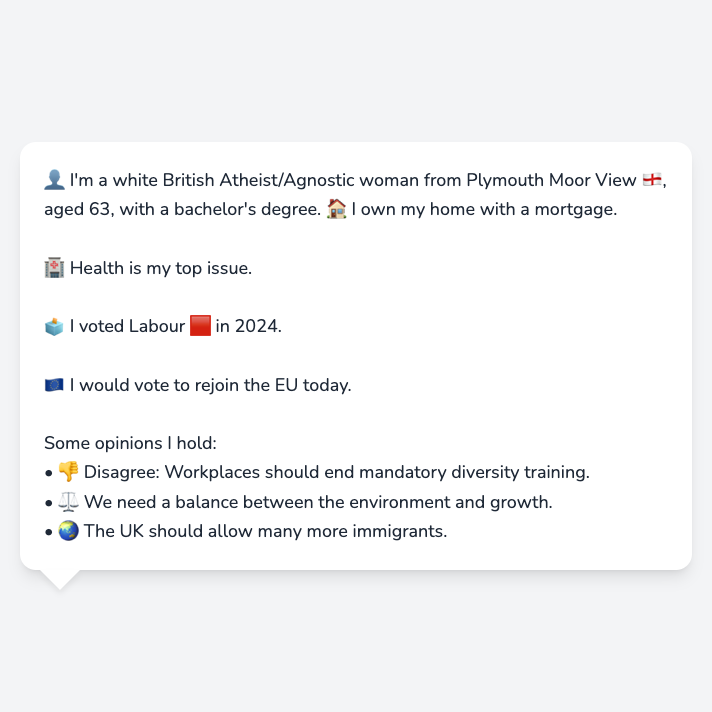 👤 I'm a white British Atheist/Agnostic woman from Plymouth Moor View 🏴󠁧󠁢󠁥󠁮󠁧󠁿,
aged 63, with a bachelor's degree. 🏠 I own my home with a mortgage.
🏥 Health is my top issue.
🗳️ I voted Labour 🟥 in 2024.
🇪🇺 I would vote to rejoin the EU today.
Some opinions I hold:
• 👎 Disagree: Workplaces should end mandatory diversity training.
• ⚖️ We need a balance between the environment and growth.
• 🌏 The UK should allow many more immigrants.